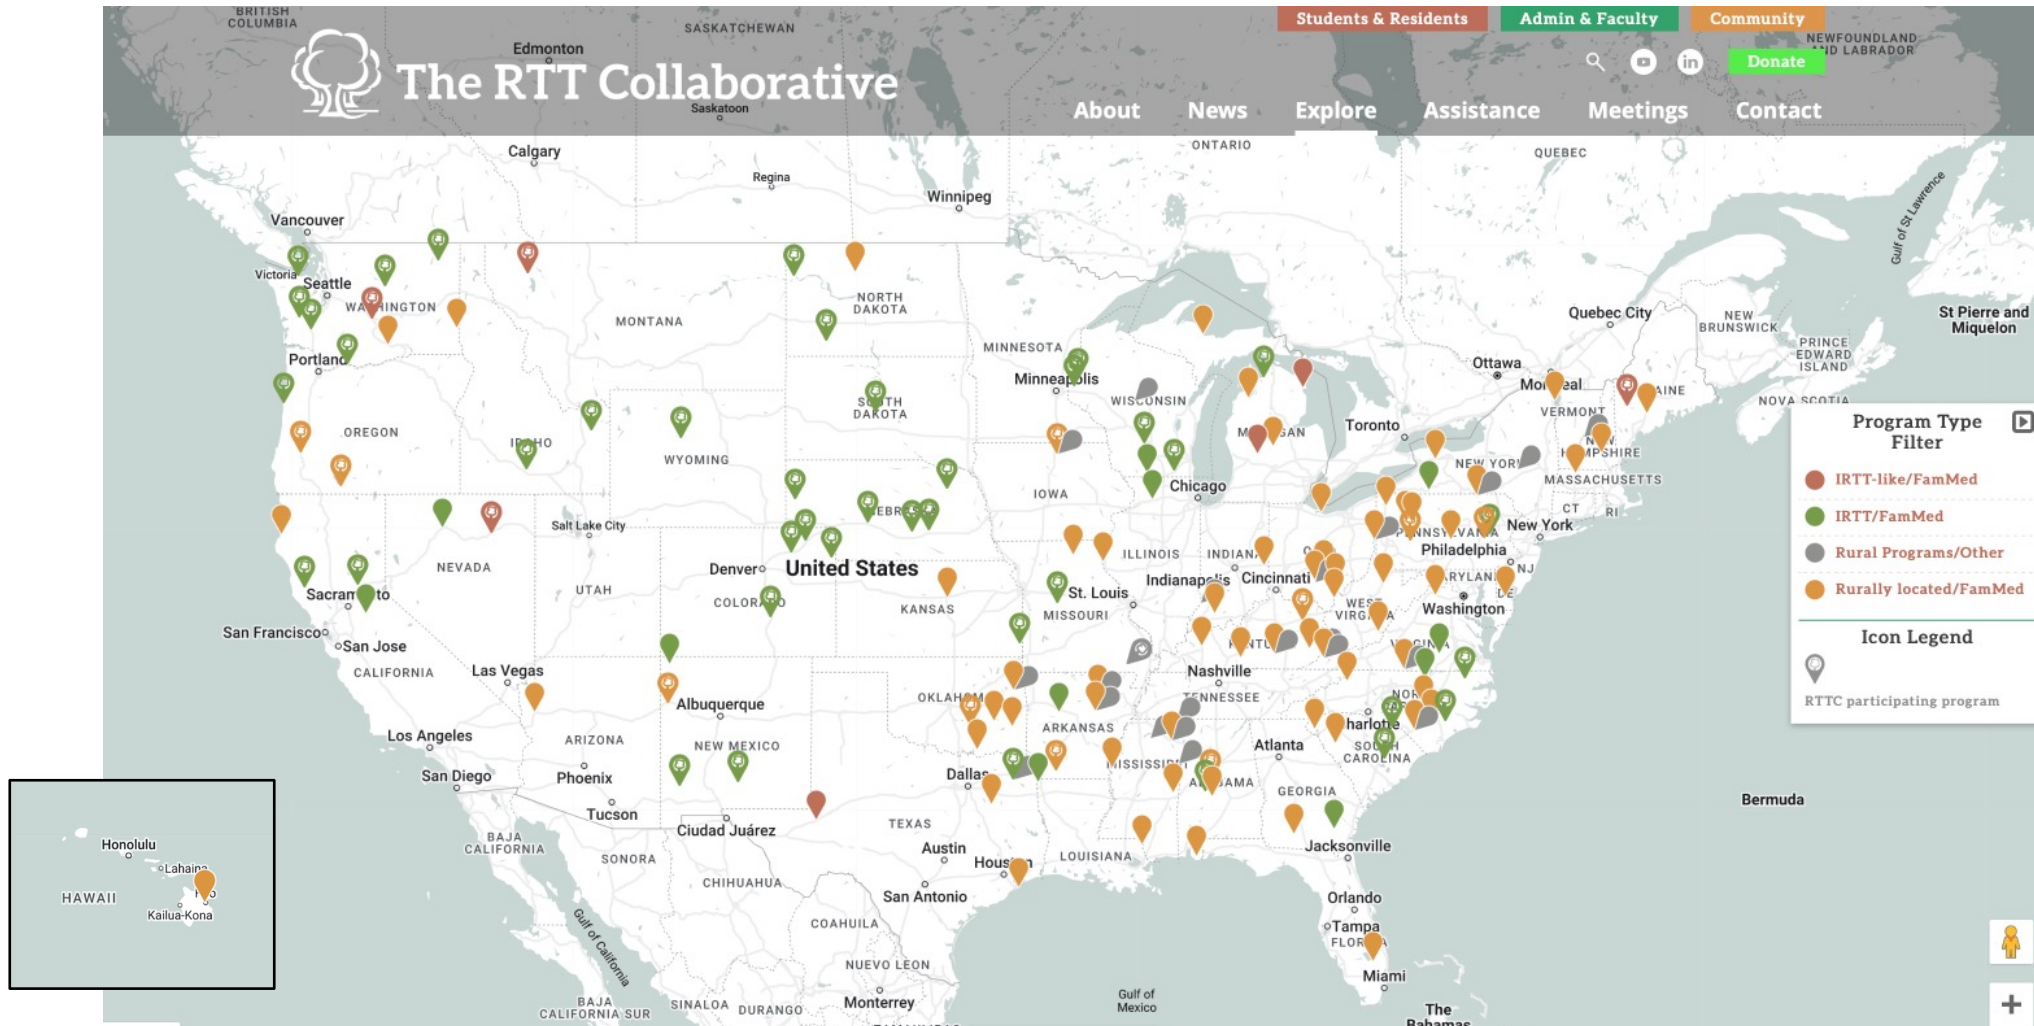 BRITISH
COLUMBIA
SASKATCHEWAN
Students & Residents
Admin & Faculty
Community
NEWFOUNDLAND
AND LABRADOR
Edmonton
The RTT Collaborative
Donate
Saskatoon
About
News
Explore
Assistance
Meetings
Contact
Calgary
ONTARIO
QUEBEC
Regina
Winnipeg
Gulf of St Lawrence
Vancouver
Victoria
Seattle
WASHINGTON
NORTH
DAKOTA
MONTANA
Quebec City
NEW
BRUNSWICK
St Pierre and
Miquelon
MINNESOTA
PRINCE
EDWARD
ISLAND
Portland
Minneapolis
Ottawa
Montreal
MAINE
WISCONSIN
SOUTH
DAKOTA
VERMONT
NOVA SCOTIA
OREGON
IDAHO
MICHIGAN
Toronto
Program Type
Filter
WYOMING
NEW YORK
NEW
HAMPSHIRE
MASSACHUSETTS
IRTT-like/FamMed
IOWA
Chicago
CT
RI
NEBRASKA
IRTT/FamMed
Salt Lake City
New York
PENNSYLVANIA
NEVADA
Denver
United States
ILLINOIS
INDIANA
Philadelphia
Rural Programs/Other
Indianapolis
Cincinnati
MARYLAND
NJ
Sacramento
UTAH
COLORADO
KANSAS
St. Louis
MISSOURI
DE
Rurally located/FamMed
WEST
VIRGINIA
Washington
San Francisco
San Jose
KENTUCKY
VIRGINIA
Icon Legend
CALIFORNIA
Las Vegas
Nashville
OKLAHOMA
TENNESSEE
RTTC participating program
Albuquerque
ARKANSAS
Charlotte
Los Angeles
ARIZONA
NEW MEXICO
Atlanta
SOUTH
CAROLINA
San Diego
Phoenix
Dallas
MISSISSIPPI
ALABAMA
GEORGIA
Bermuda
Tucson
Ciudad Juárez
TEXAS
BAJA
CALIFORNIA
SONORA
Austin
Houston
LOUISIANA
Jacksonville
Honolulu
Lahaina
CHIHUAHUA
San Antonio
Orlando
HAWAII
Hilo
Kailua-Kona
Gulf of California
COAHUILA
Tampa
FLORIDA
NUEVO LEON
Miami
BAJA
CALIFORNIA SUR
SINALOA
DURANGO
Monterrey
Gulf of
Mexico
The
Bahamas